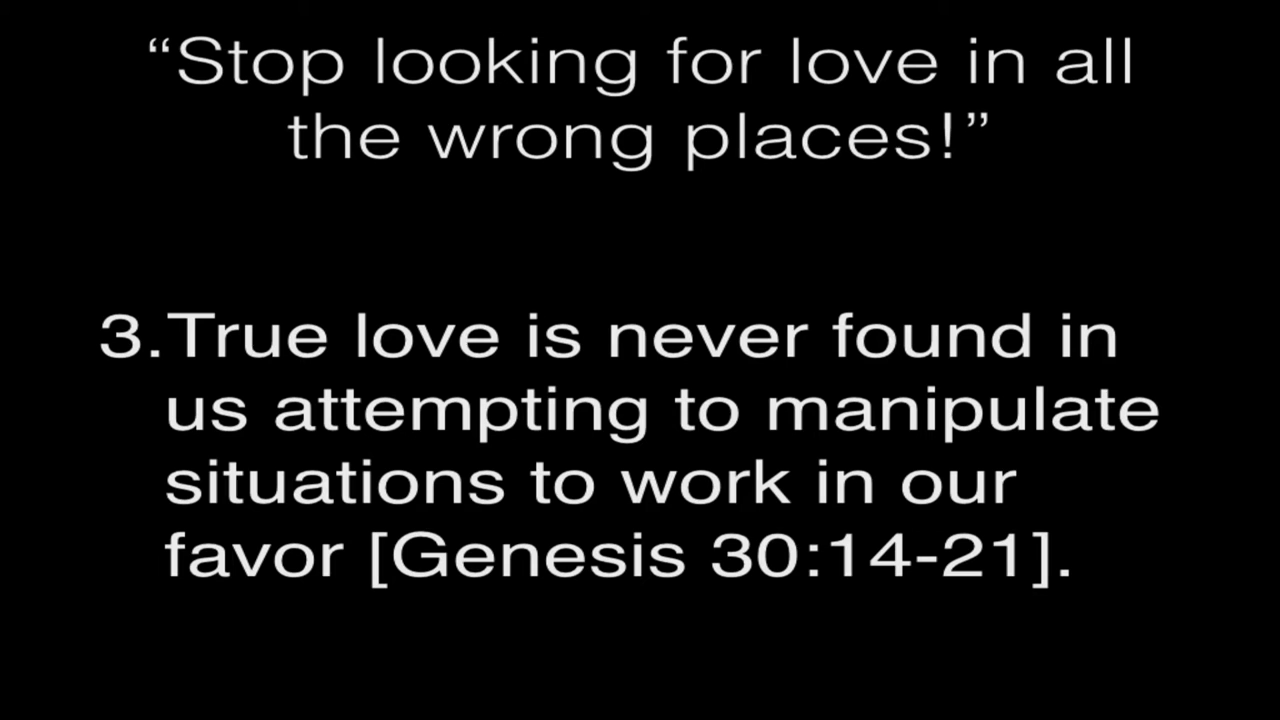 “Stop looking for love in all
the wrong places!”
3.True love is never found in
us attempting to manipulate
situations to work in our
favor [Genesis 30:14-21].